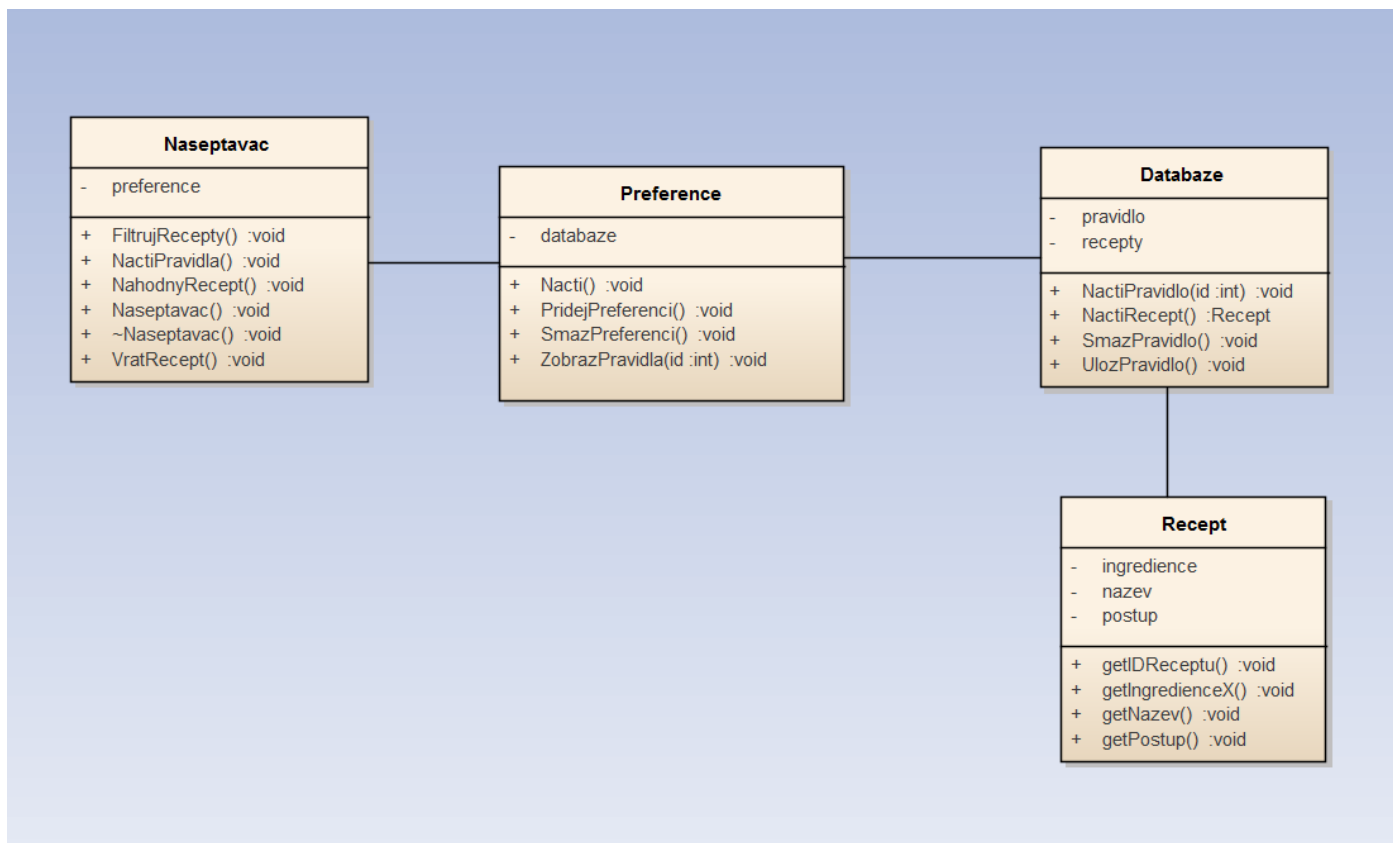 Naseptavac
- preference
+ FiltrujRecepty() :void
+ NactiPravidla() :void
+ NahodnyRecept() :void
+ Naseptavac() :void
+ ~Naseptavac() :void
+ VratRecept() :void
Preference
- databaze
+ Nacti() :void
+ PridejPreferenci() :void
+ SmazPreferenci() :void
+ ZobrazPravidla(id :int) :void
Databaze
- pravidlo
- recepty
+ NactiPravidlo(id :int) :void
+ NactiRecept() :Recept
+ SmazPravidlo() :void
+ UlozPravidlo() :void
Recept
- ingredience
- nazev
- postup
+ getIDReceptu() :void
+ getIngredienceX() :void
+ getNazev() :void
+ getPostup() :void